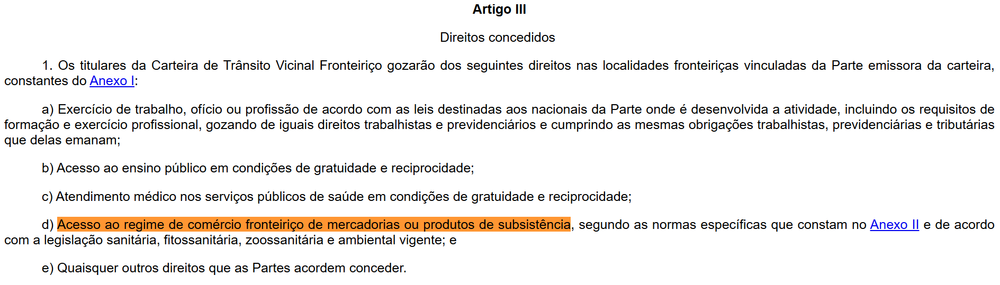 Artigo III
Direitos concedidos
1. Os titulares da Carteira de Trânsito Vicinal Fronteiriço gozarão dos seguintes direitos nas localidades fronteiriças vinculadas da Parte emissora da carteira,
constantes do Anexo I:
a) Exercício de trabalho, ofício ou profissão de acordo com as leis destinadas aos nacionais da Parte onde é desenvolvida a atividade, incluindo os requisitos de
formação e exercício profissional, gozando de iguais direitos trabalhistas e previdenciários e cumprindo as mesmas obrigações trabalhistas, previdenciárias e tributárias
que delas emanam;
b) Acesso ao ensino público em condições de gratuidade e reciprocidade;
c) Atendimento médico nos serviços públicos de saúde em condições de gratuidade e reciprocidade;
d) Acesso ao regime de comércio fronteiriço de mercadorias ou produtos de subsistência, segundo as normas específicas que constam no Anexo II e de acordo
com a legislação sanitária, fitossanitária, zoossanitária e ambiental vigente; e
e) Quaisquer outros direitos que as Partes acordem conceder.